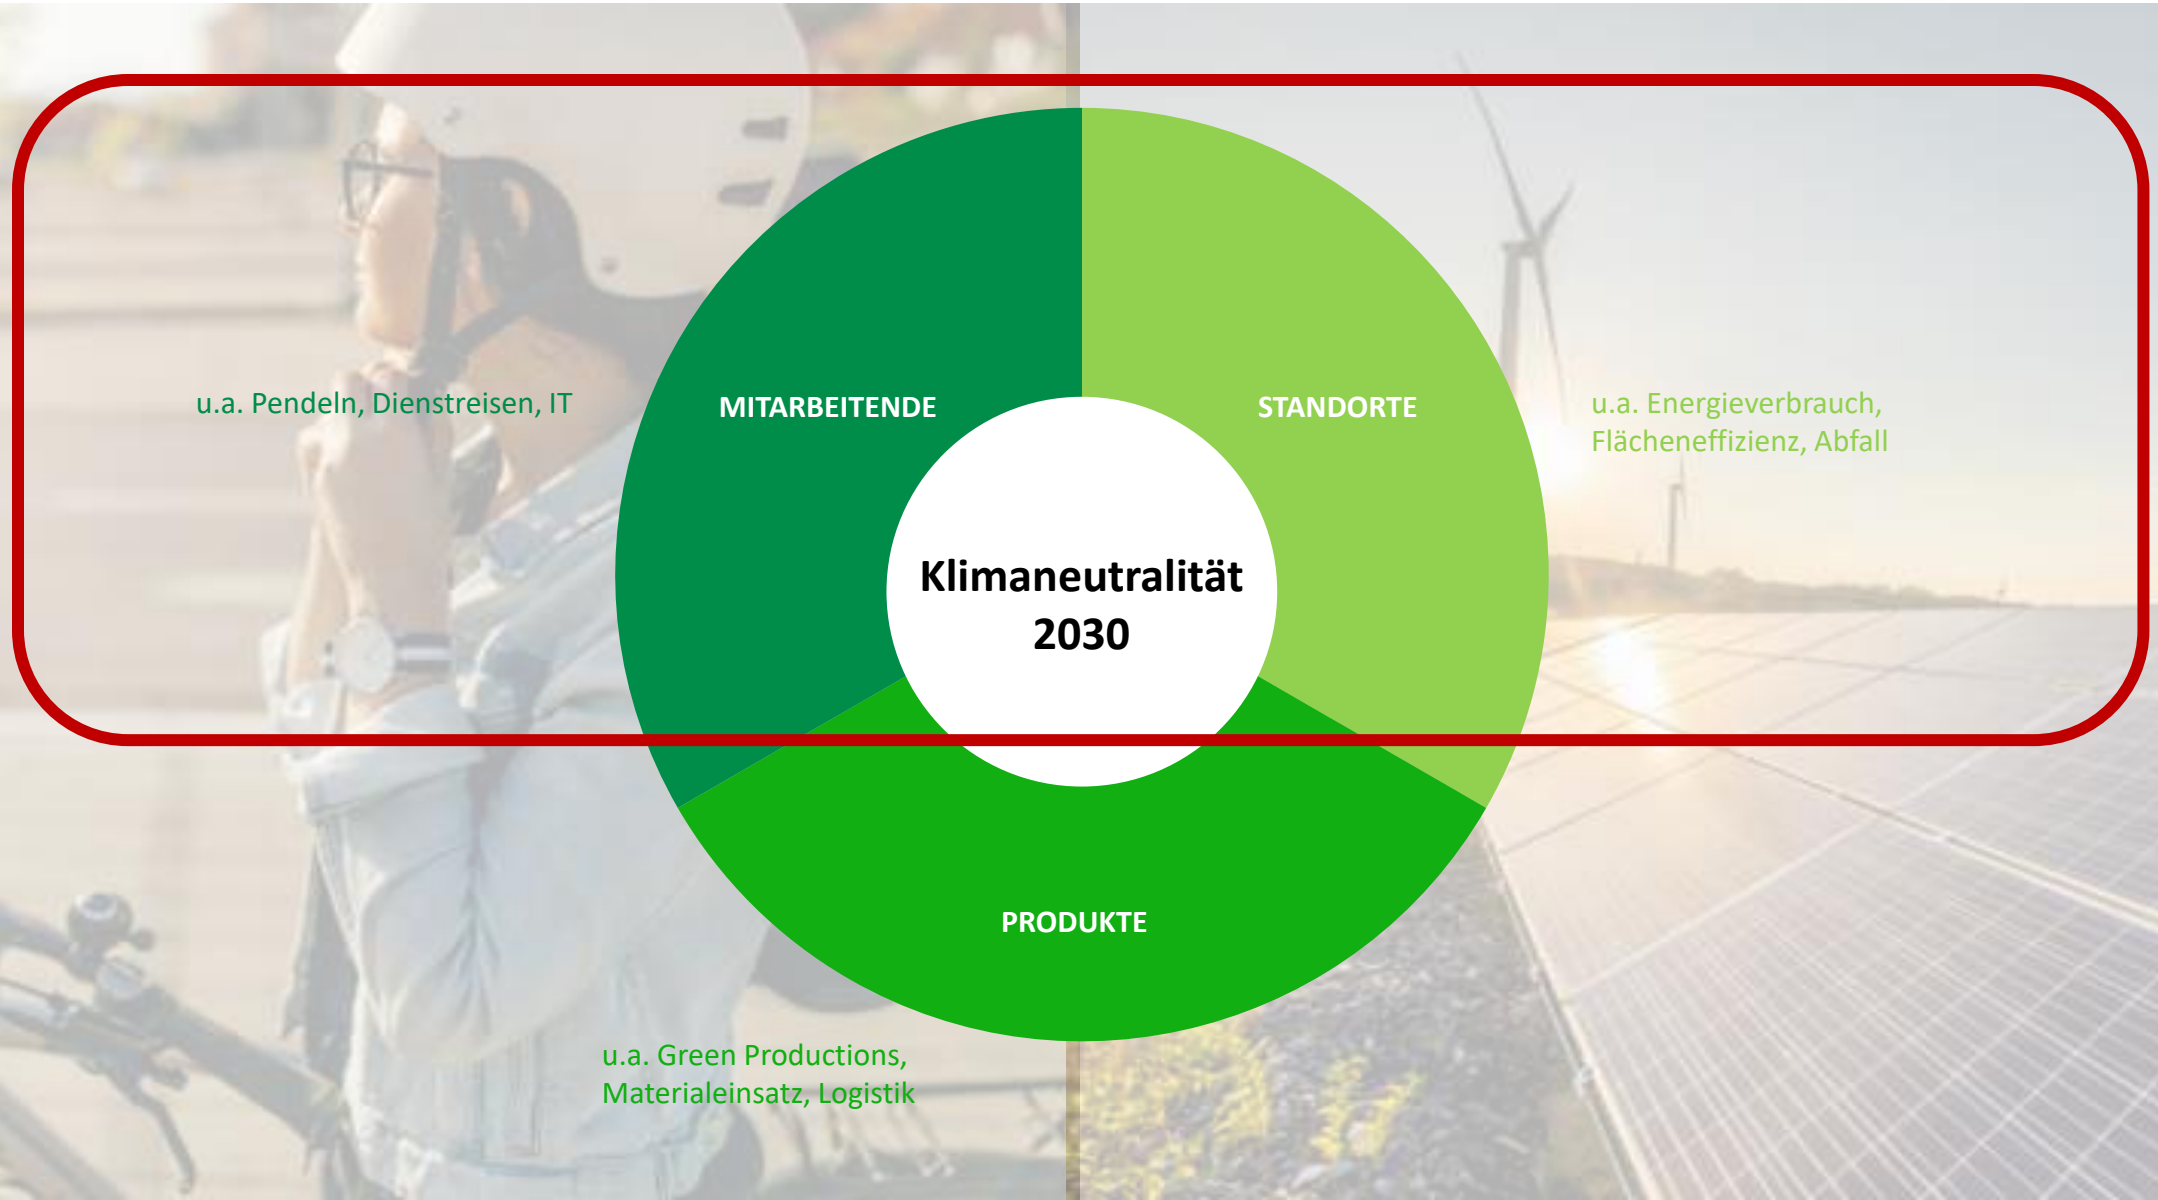 u.a. Pendeln, Dienstreisen, IT
MITARBEITENDE
STANDORTE
u.a. Energieverbrauch,
Flächeneffizienz, Abfall
Klimaneutralität
2030
PRODUKTE
u.a. Green Productions,
Materialeinsatz, Logistik